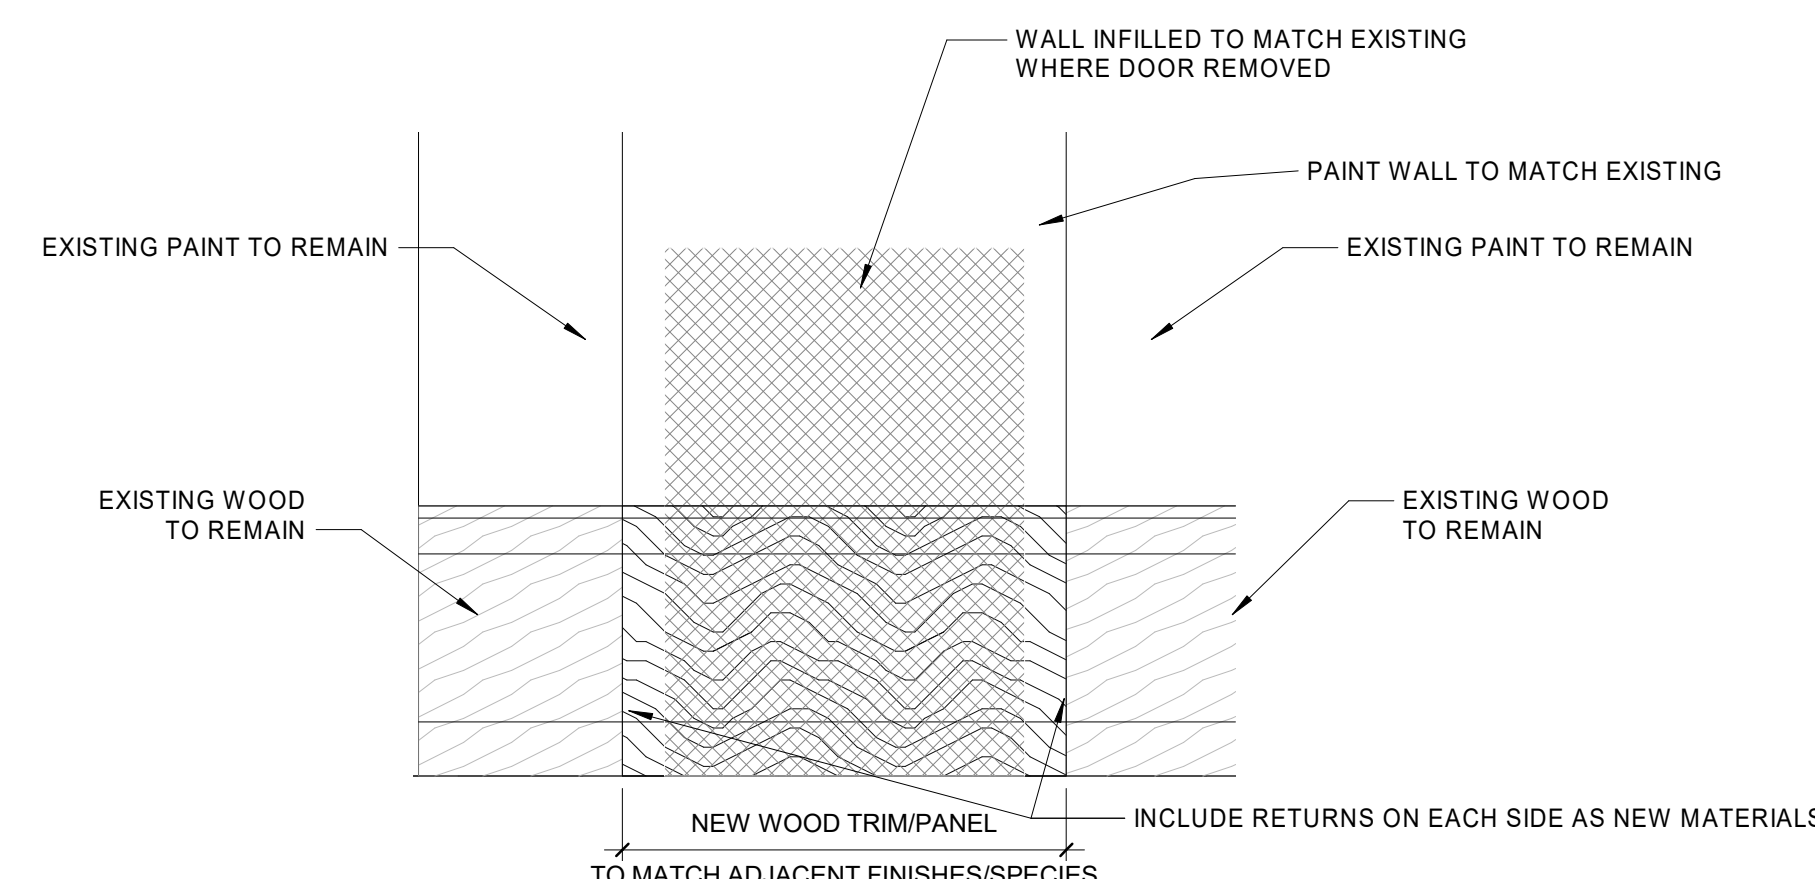 WALL INFILLED TO MATCH EXISTING
WHERE DOOR REMOVED
PAINT WALL TO MATCH EXISTING
EXISTING PAINT TO REMAIN
EXISTING PAINT TO REMAIN
EXISTING WOOD
TO REMAIN
EXISTING WOOD
TO REMAIN
NEW WOOD TRIM/PANEL
INCLUDE RETURNS ON EACH SIDE AS NEW MATERIALS
TO MATCH ADJACENT FINISHES/SPECIES